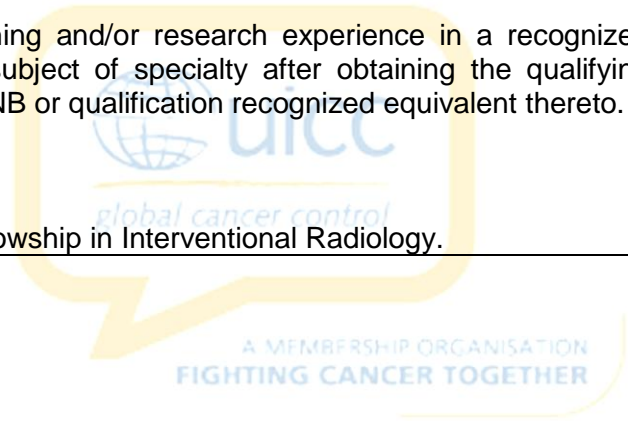 ning and/or research experience in a recognize
subject of specialty after obtaining the qualifyin
NB or qualification recognized equivalent thereto.
uicc
global cancer control
owship in Interventional Radiology.
A MEMBERSHIP ORGANISATION
FIGHTING CANCER TOGETHER